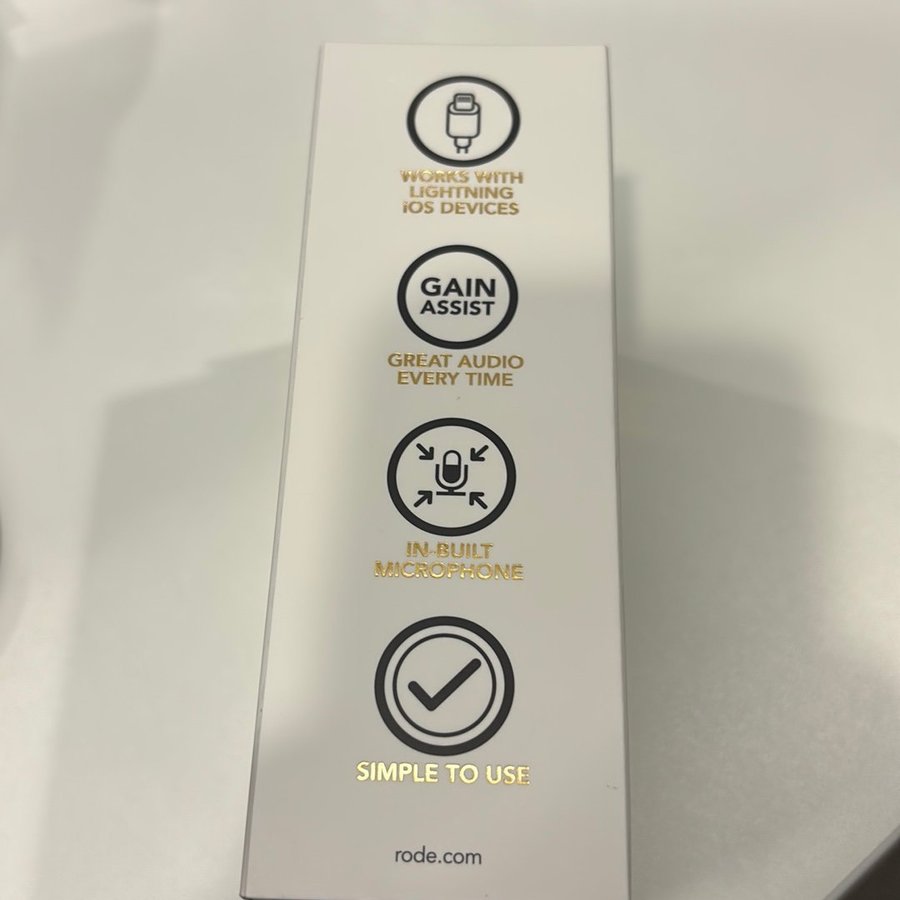 WORKS WITH
LIGHTNING
iOS DEVICES
GAIN
ASSIST
GREAT AUDIO
EVERY TIME
IN-BUILT
MICROPHONE
SIMPLE TO USE
rode.com